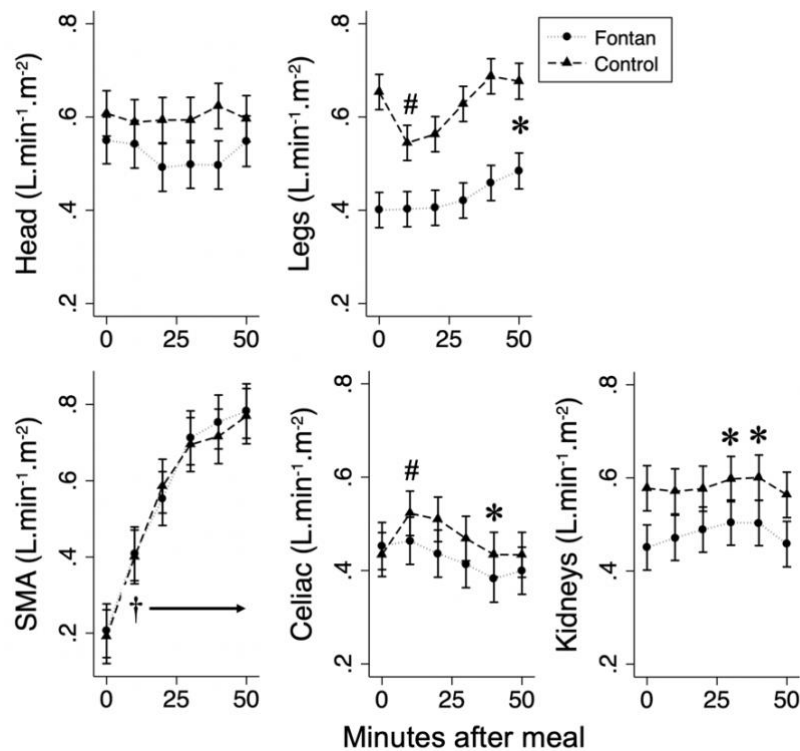 Fontan
Control
Head (L.min-1.m-2)
.8
.6
.4
.2
0 25 50
Legs (L.min-1.m-2)
.8
.6
.4
.2
#
*
0 25 50
SMA (L.min-1.m-2)
.8
.6
.4
.2
†
0 25 50
Celiac (L.min-1.m-2)
.8
.6
.4
.2
#
*
0 25 50
Kidneys (L.min-1.m-2)
.8
.6
.4
.2
* *
0 25 50
Minutes after meal